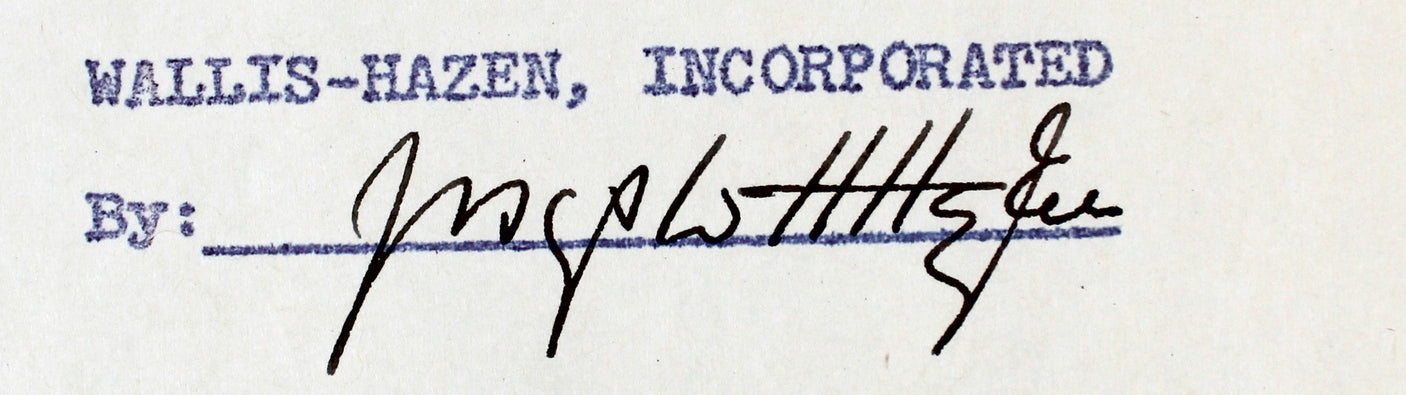 WALLIS-HAZEN, INCORPORATED
By: